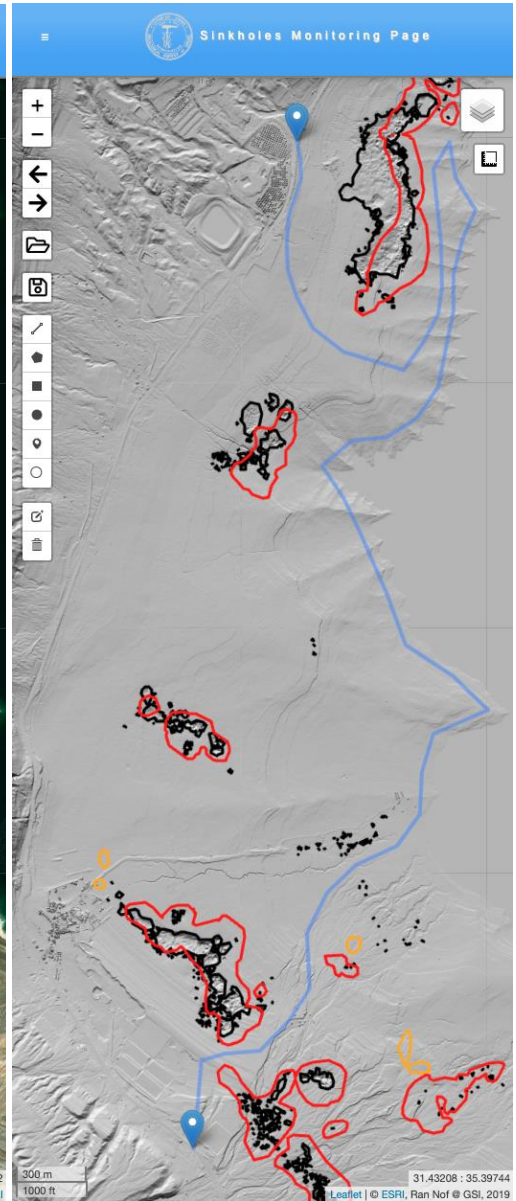 Sinkholes Monitoring Page
+
−
300 m
1000 ft
31.43208 : 35.39744
Leaflet | © ESRI, Ran Nof @ GSI, 2019